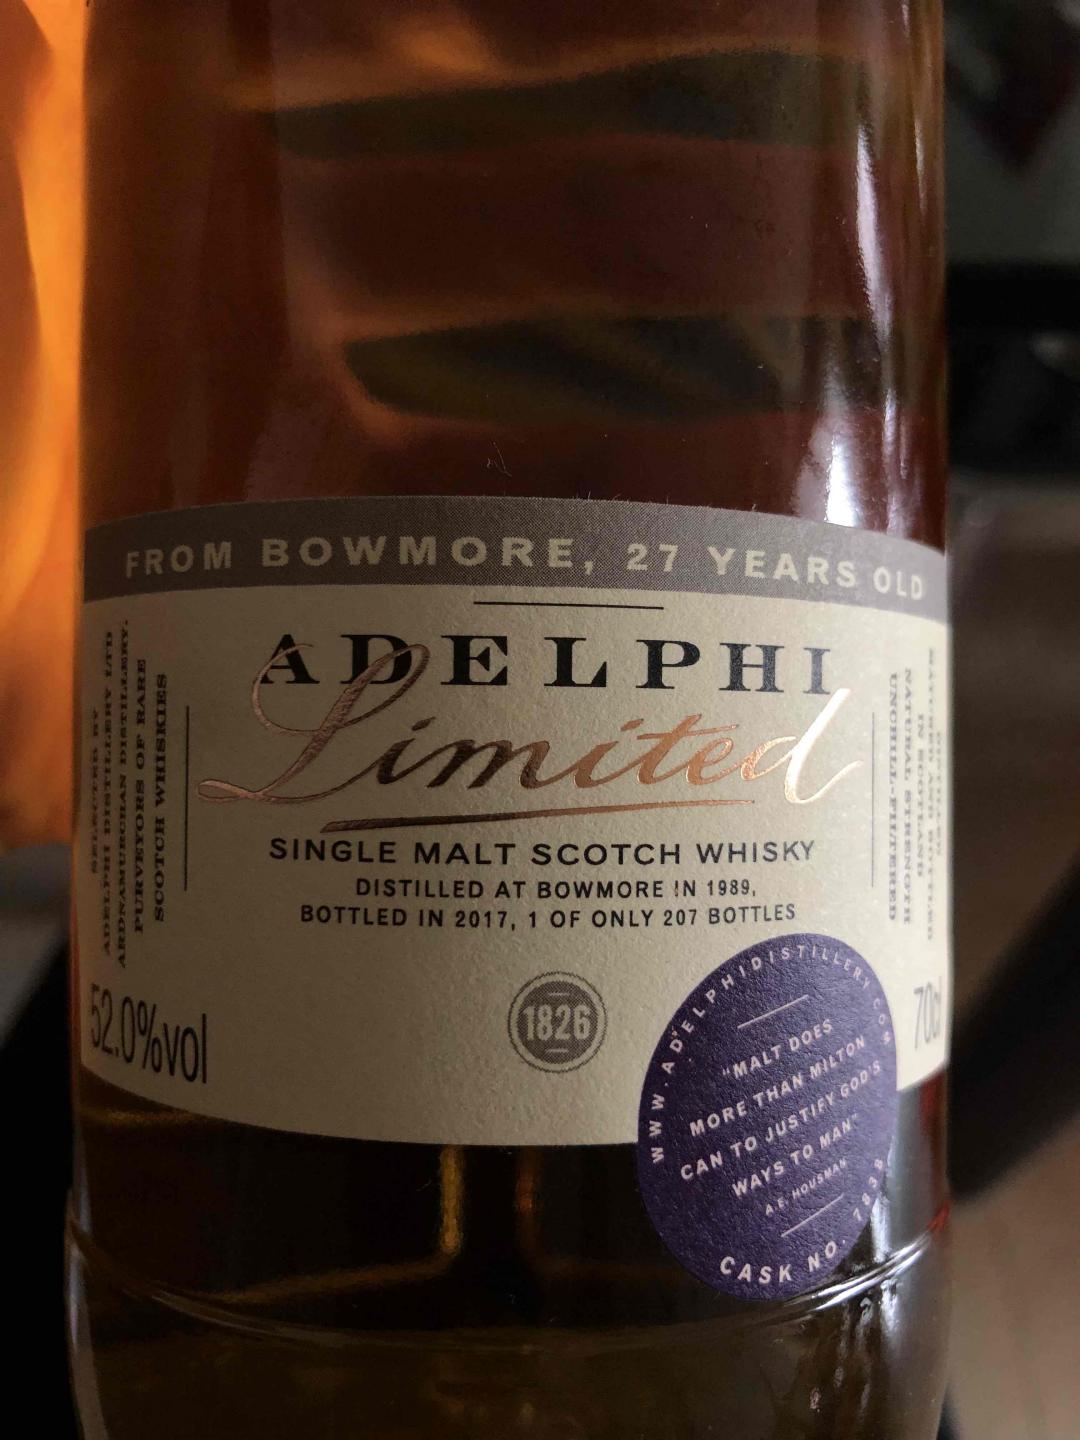 FROM BOWMORE, 27 YEARS OLD
ADELPHI
Limited
SINGLE MALT SCOTCH WHISKY
DISTILLED AT BOWMORE IN 1989,
BOTTLED IN 2017, 1 OF ONLY 207 BOTTLES
SELECTED BY
ADELPHI DISTILLERY LTD
ARDNAMURCHAN DISTILLERY.
PURVEYORS OF RARE
SCOTCH WHISKIES
IN SCOTLAND
NATURAL STRENGTH
UNCHILL-FILTERED
52.0%vol
1826
70cl
WWW.ADELPHIDISTILLERY.COM
"MALT DOES
MORE THAN MILTON
CAN TO JUSTIFY GOD'S
WAYS TO MAN"
A.E. HOUSMAN
CASK NO. 7838